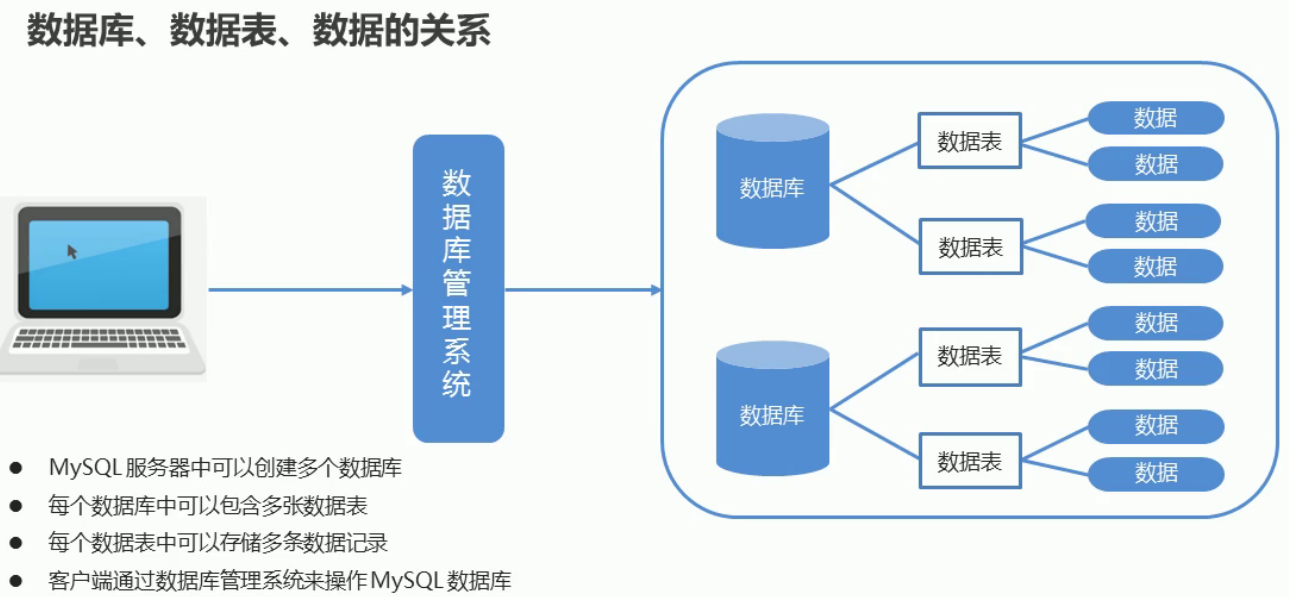 数据库、数据表、数据的关系
数据库管理系统
数据库
数据表
数据
数据
数据表
数据
数据
数据库
数据表
数据
数据
数据表
数据
数据
MySQL服务器中可以创建多个数据库
每个数据库中可以包含多张数据表
每个数据表中可以存储多条数据记录
客户端通过数据库管理系统来操作MySQL数据库